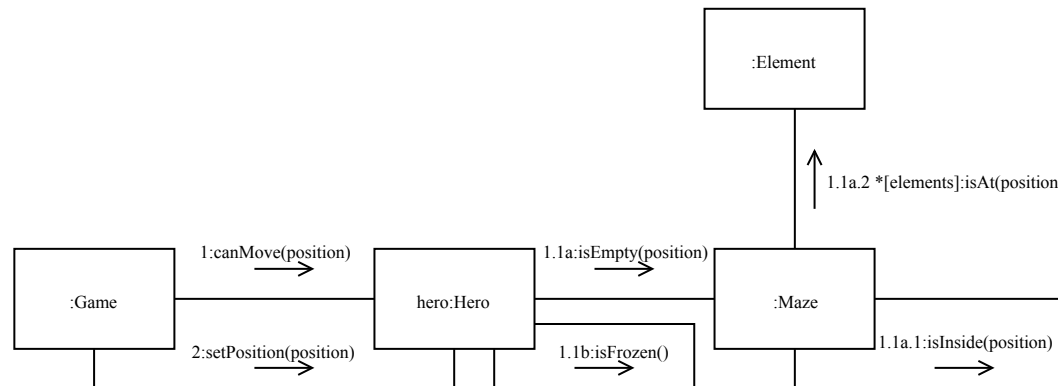 :Element
1.1a.2 *[elements]:isAt(position
1:canMove(position)
1.1a:isEmpty(position)
:Game
hero:Hero
:Maze
2:setPosition(position)
1.1b:isFrozen()
1.1a.1:isInside(position)